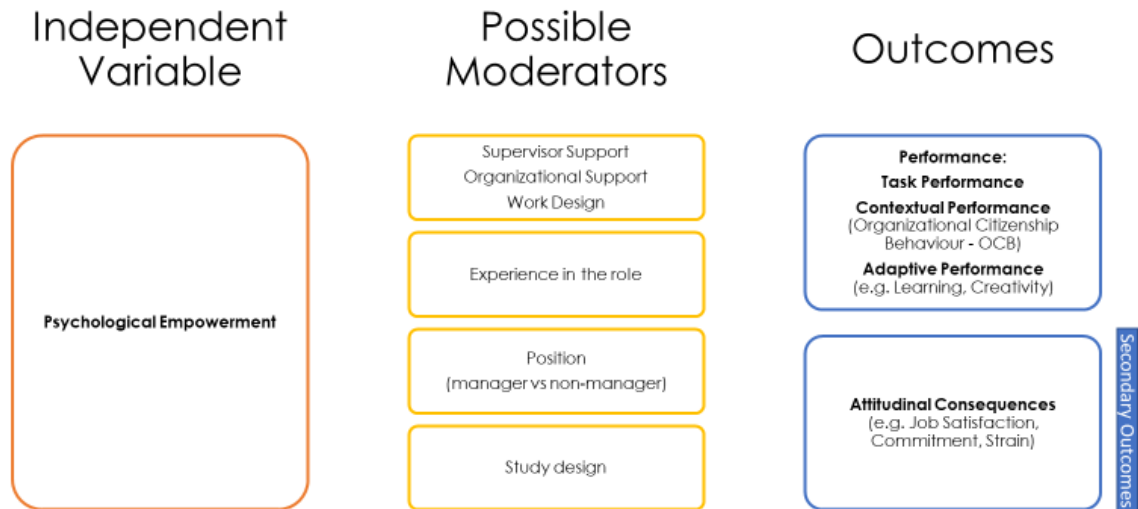 Independent
Variable
Possible
Moderators
Outcomes
Psychological Empowerment
Supervisor Support
Organizational Support
Work Design
Experience in the role
Position
(manager vs non-manager)
Study design
Performance:
Task Performance
Contextual Performance
(Organizational Citizenship
Behaviour - OCB)
Adaptive Performance
(e.g. Learning, Creativity)
Attitudinal Consequences
(e.g. Job Satisfaction,
Commitment, Strain)
Secondary Outcomes